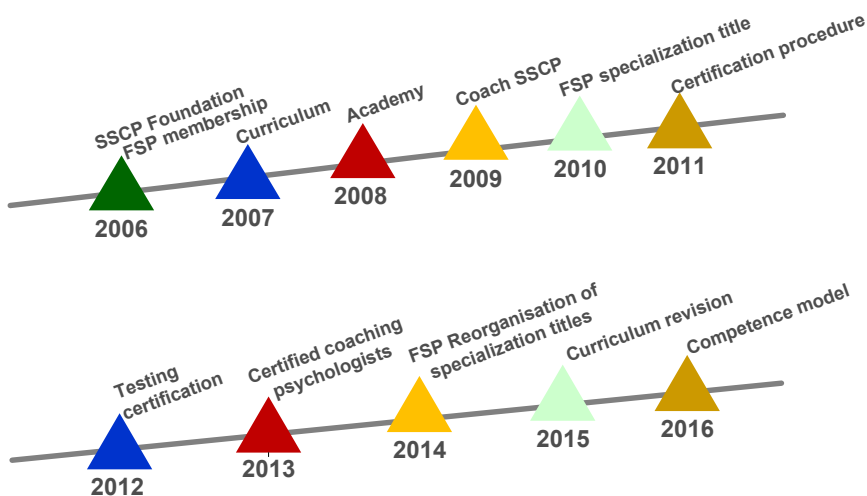 SSCP Foundation
FSP membership
2006
Curriculum
2007
Academy
2008
Coach SSCP
2009
FSP specialization title
2010
Certification procedure
2011
Testing
certification
2012
Certified coaching
psychologists
2013
FSP Reorganisation of
specialization titles
2014
Curriculum revision
2015
Competence model
2016